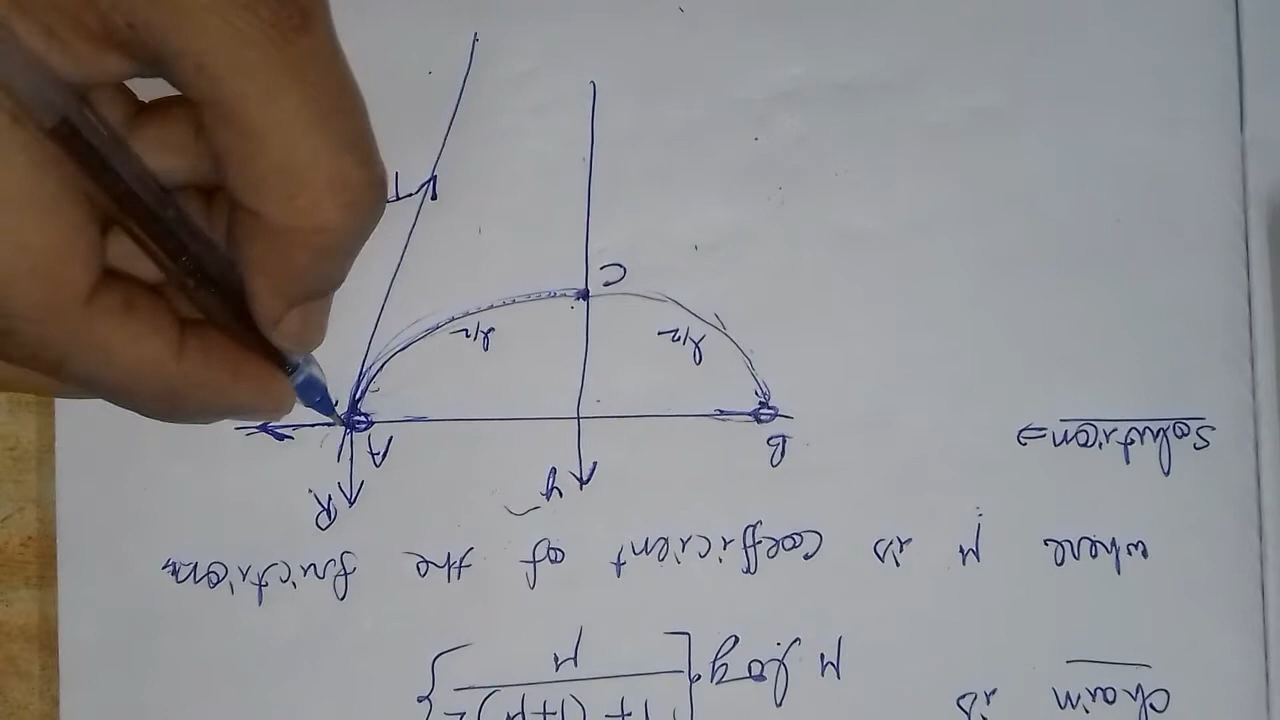 chain is μ log {1+(1+μ)2 / μ}
where μ is coefficient of the friction
Solution ⇒
y
R
B
A
l/2
l/2
C
T